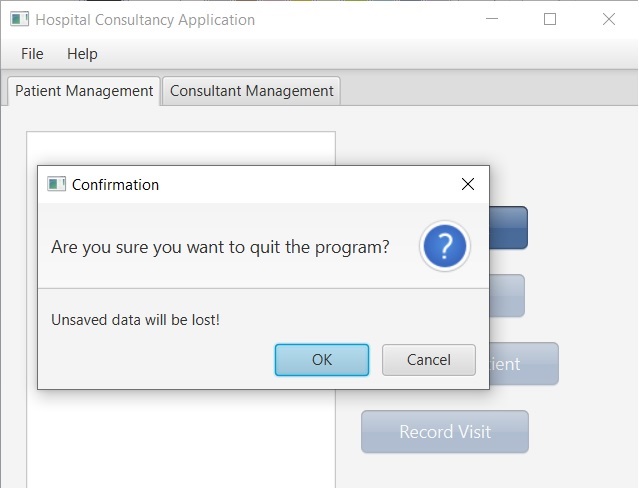 Hospital Consultancy Application
File Help
Patient Management Consultant Management
Confirmation
Are you sure you want to quit the program?
?
Unsaved data will be lost!
OK Cancel
Record Visit